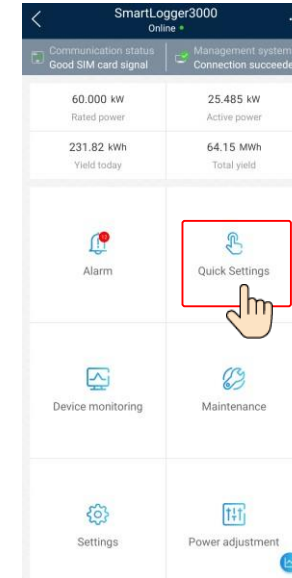 SmartLogger3000
Online
Communication status
Good SIM card signal
Management system
Connection succeede
60.000 kW
Rated power
25.485 kW
Active power
231.82 kWh
Yield today
64.15 MWh
Total yield
Alarm
Quick Settings
Device monitoring
Maintenance
Settings
Power adjustment